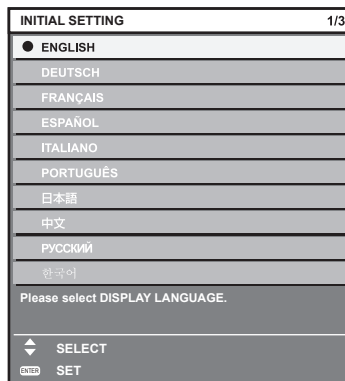 INITIAL SETTING 1/3
ENGLISH
DEUTSCH
FRANÇAIS
ESPAÑOL
ITALIANO
PORTUGUÊS
日本語
中文
РУССКИЙ
한국어
Please select DISPLAY LANGUAGE.
SELECT
ENTER SET